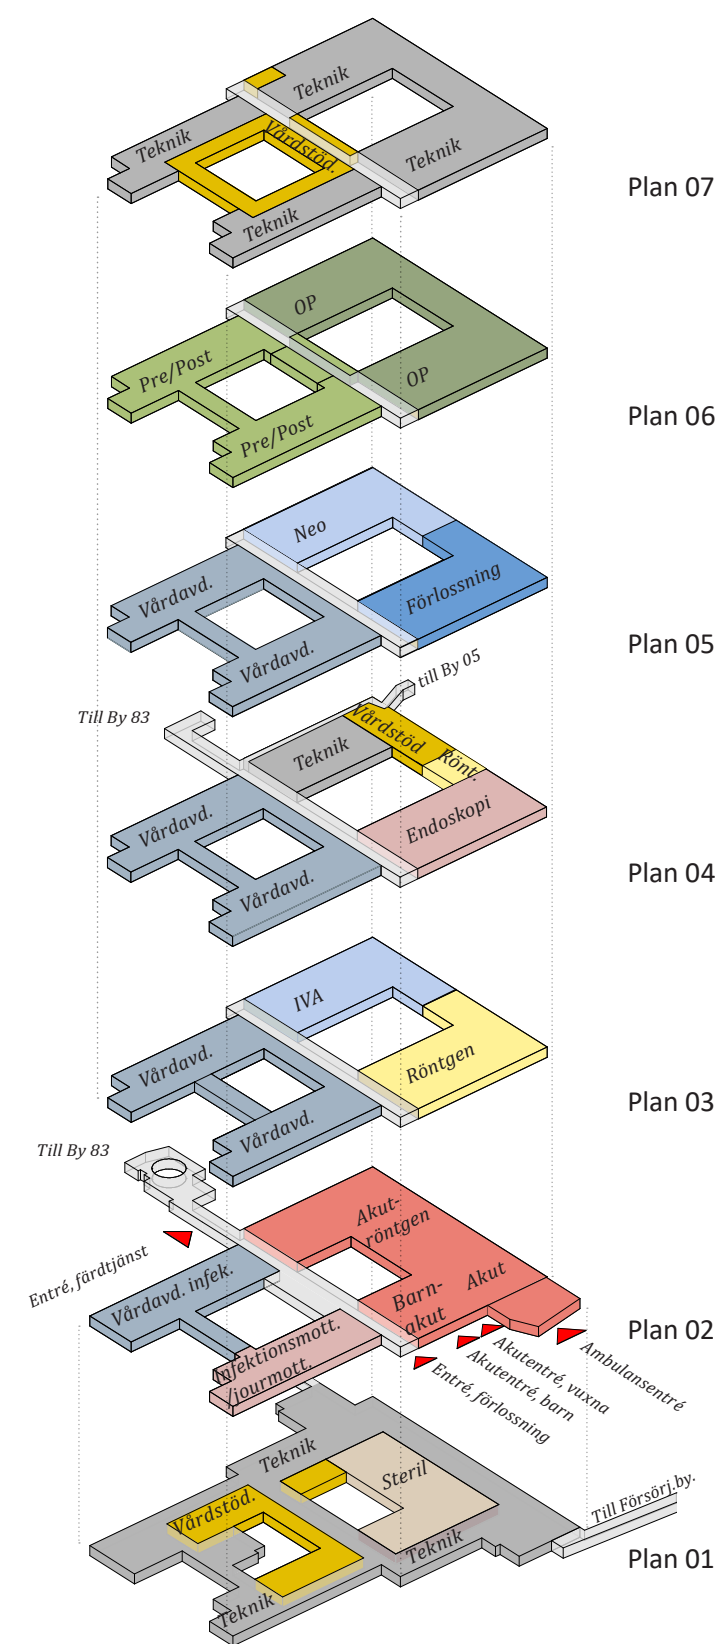 Teknik
Teknik
Vårdstöd.
Teknik
Teknik
Plan 07
OP
Pre/Post
OP
Pre/Post
Plan 06
Neo
Vårdavd.
Förlossning
Vårdavd.
Plan 05
till By 05
Till By 83
Vårdstöd
Teknik
Rönt.
Vårdavd.
Endoskopi
Vårdavd.
Plan 04
IVA
Vårdavd.
Röntgen
Vårdavd.
Plan 03
Till By 83
Akut-
röntgen
Entré, färdtjänst
Vårdavd. infek.
Akut
Barn-
akut
Infektionsmott.
/jourmott.
Plan 02
Ambulansentré
Akutentré, vuxna
Akutentré, barn
Entré, förlossning
Teknik
Steril
Vårdstöd.
Till Försörj.by.
Teknik
Plan 01
Teknik